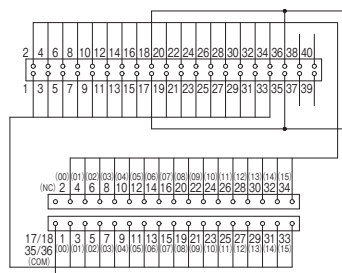 2 4 6 8 10 12 14 16 18 20 22 24 26 28 30 32 34 36 38 40
1 3 5 7 9 11 13 15 17 19 21 23 25 27 29 31 33 35 37 39
(00) (01) (02) (03) (04) (05) (06) (07) (08) (09) (10) (11) (12) (13) (14) (15)
(NC) 2 4 6 8 10 12 14 16 20 22 24 26 28 30 32 34
17/18 1 3 5 7 9 11 13 15 19 21 23 25 27 29 31 33
35/36 (00) (01) (02) (03) (04) (05) (06) (07) (08) (09) (10) (11) (12) (13) (14) (15)
(COM)